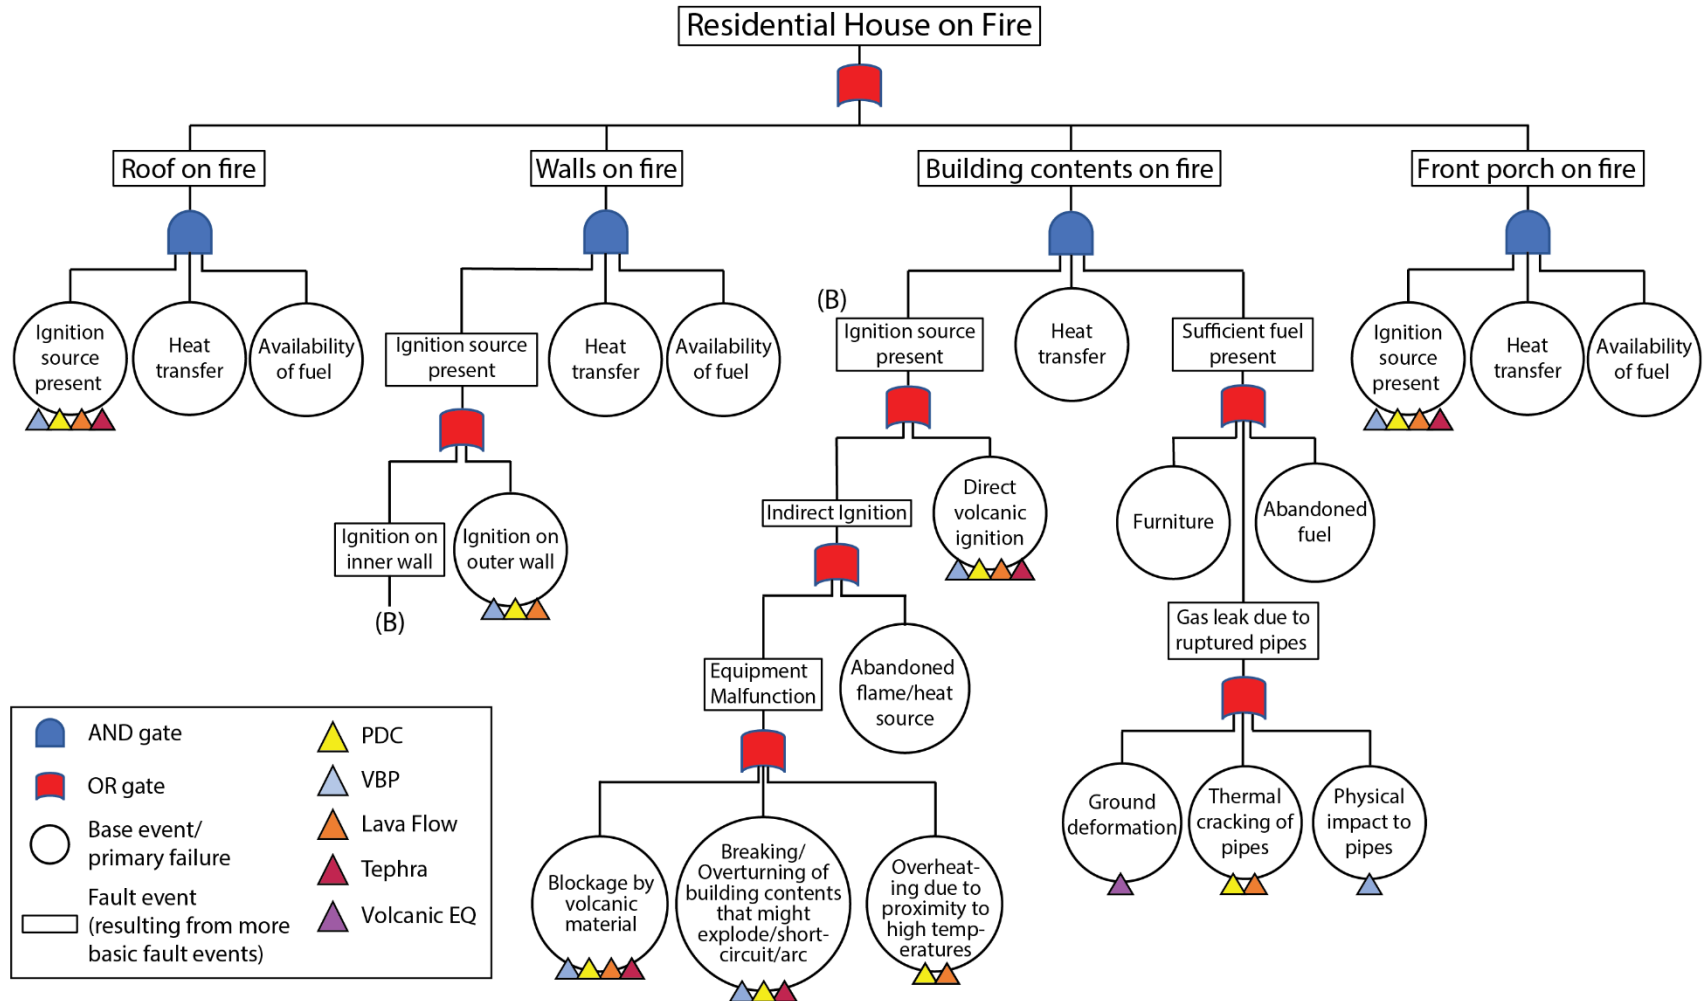 Residential House on Fire
Roof on fire
Walls on fire
Building contents on fire
Front porch on fire
Ignition
source
present
Heat
transfer
Availability
of fuel
Ignition source
present
Heat
transfer
Availability
of fuel
(B)
Ignition source
present
Heat
transfer
Sufficient fuel
present
Ignition
source
present
Heat
transfer
Availability
of fuel
Ignition on
inner wall
(B)
Ignition on
outer wall
Indirect Ignition
Direct
volcanic
ignition
Furniture
Abandoned
fuel
Gas leak due to
ruptured pipes
Equipment
Malfunction
Abandoned
flame/heat
source
Blockage by
volcanic
material
Breaking/
Overturning of
building contents
that might
explode/short-
circuit/arc
Overheat-
ing due to
proximity to
high temp-
eratures
Ground
deformation
Thermal
cracking of
pipes
Physical
impact to
pipes
AND gate
OR gate
Base event/
primary failure
Fault event
(resulting from more
basic fault events)
PDC
VBP
Lava Flow
Tephra
Volcanic EQ